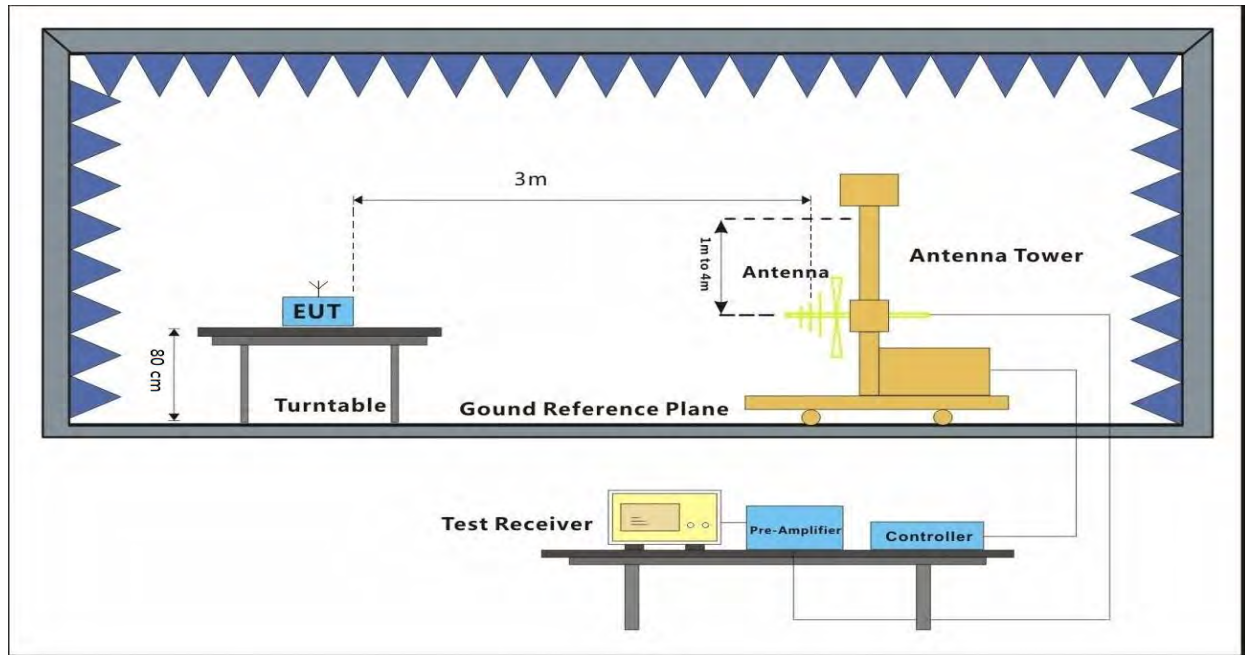 3m
1m to 4m
Antenna
Antenna Tower
EUT
80 cm
Turntable
Gound Reference Plane
Test Receiver
Pre-Amplifier
Controller